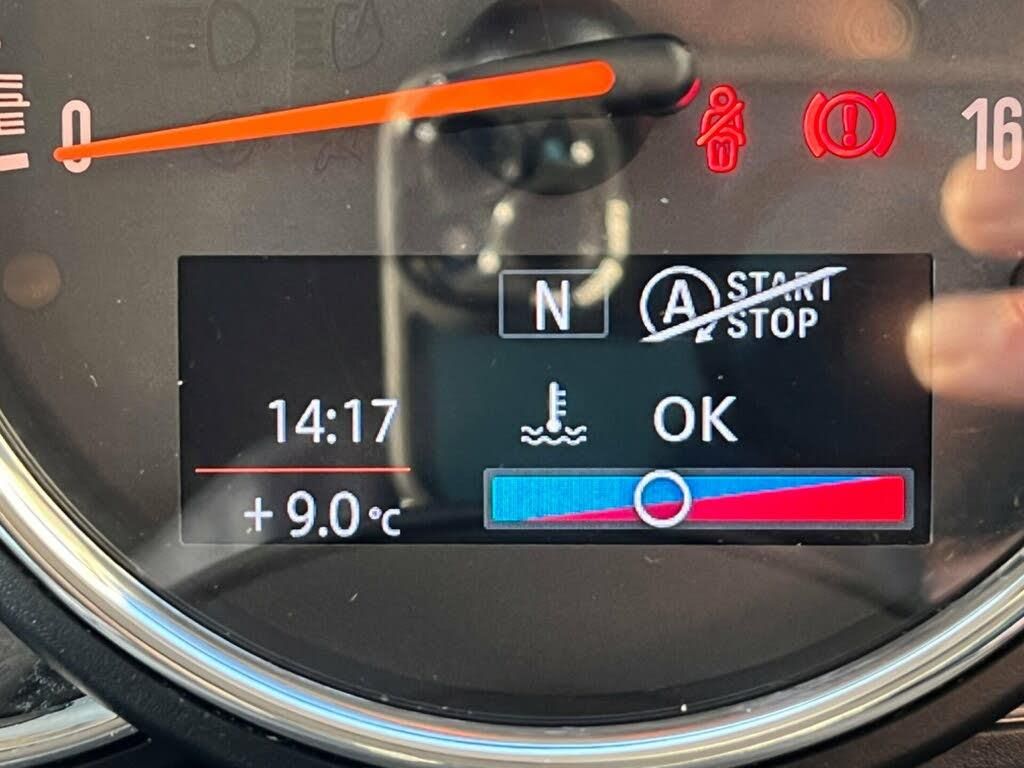 mph
0
16
N
A START
STOP
14:17
OK
+9.0°C